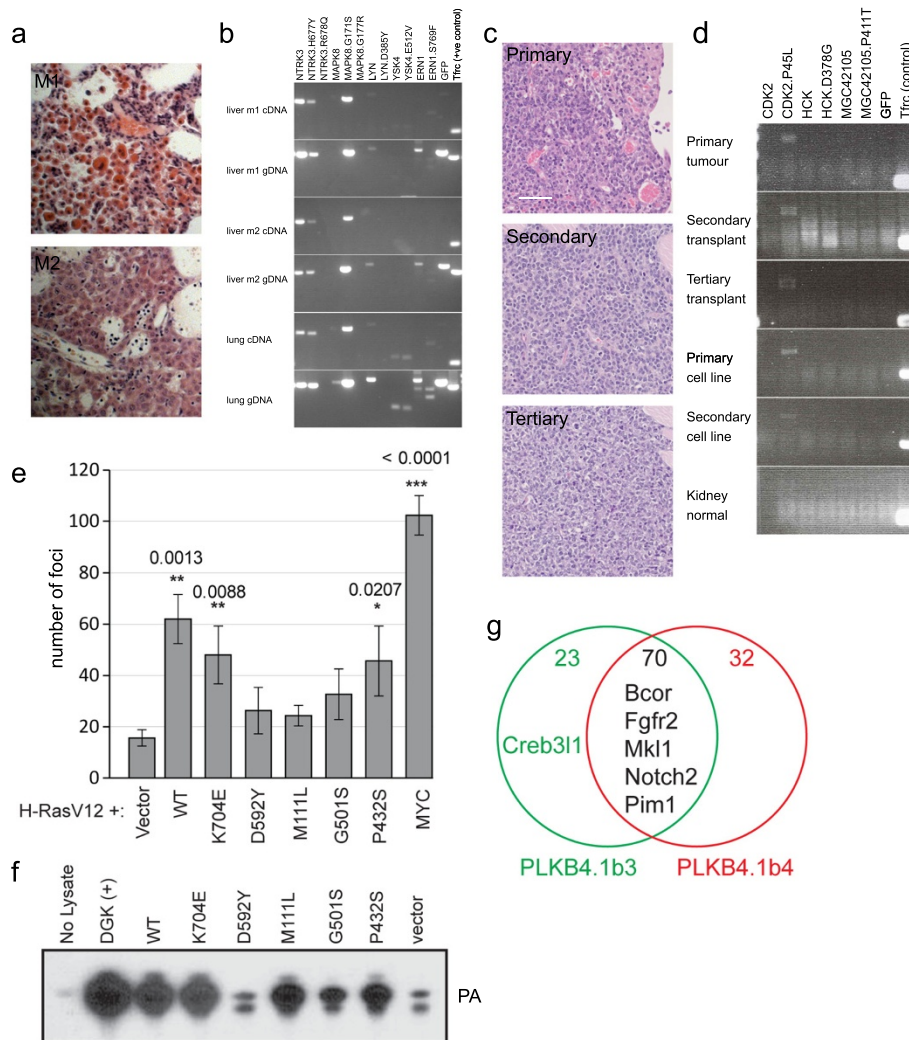 a
M1
M2
b
NTRK3
NTRK3.H677Y
NTRK3.R678Q
MAPK8
MAPK8.G171S
MAPK8.G177R
LYN
LYN.D385Y
YSK4
YSK4.E512V
ERN1
ERN1.S769F
GFP
Tfrc (+ve control)
liver m1 cDNA
liver m1 gDNA
liver m2 cDNA
liver m2 gDNA
lung cDNA
lung gDNA
c
Primary
Secondary
Tertiary
d
CDK2
CDK2.P45L
HCK
HCK.D378G
MGC42105
MGC42105.P411T
GFP
Tfrc (control)
Primary
tumour
Secondary
transplant
Tertiary
transplant
Primary
cell line
Secondary
cell line
Kidney
normal
e
number of foci
120
100
80
60
40
20
0
0.0013
**
0.0088
**
0.0207
*
< 0.0001
***
H-RasV12 +:
Vector
WT
K704E
D592Y
M111L
G501S
P432S
MYC
f
No Lysate
DGK (+)
WT
K704E
D592Y
M111L
G501S
P432S
vector
PA
g
23 70 32
Bcor
Fgfr2
Creb3l1 Mkl1
Notch2
Pim1
PLKB4.1b3 PLKB4.1b4